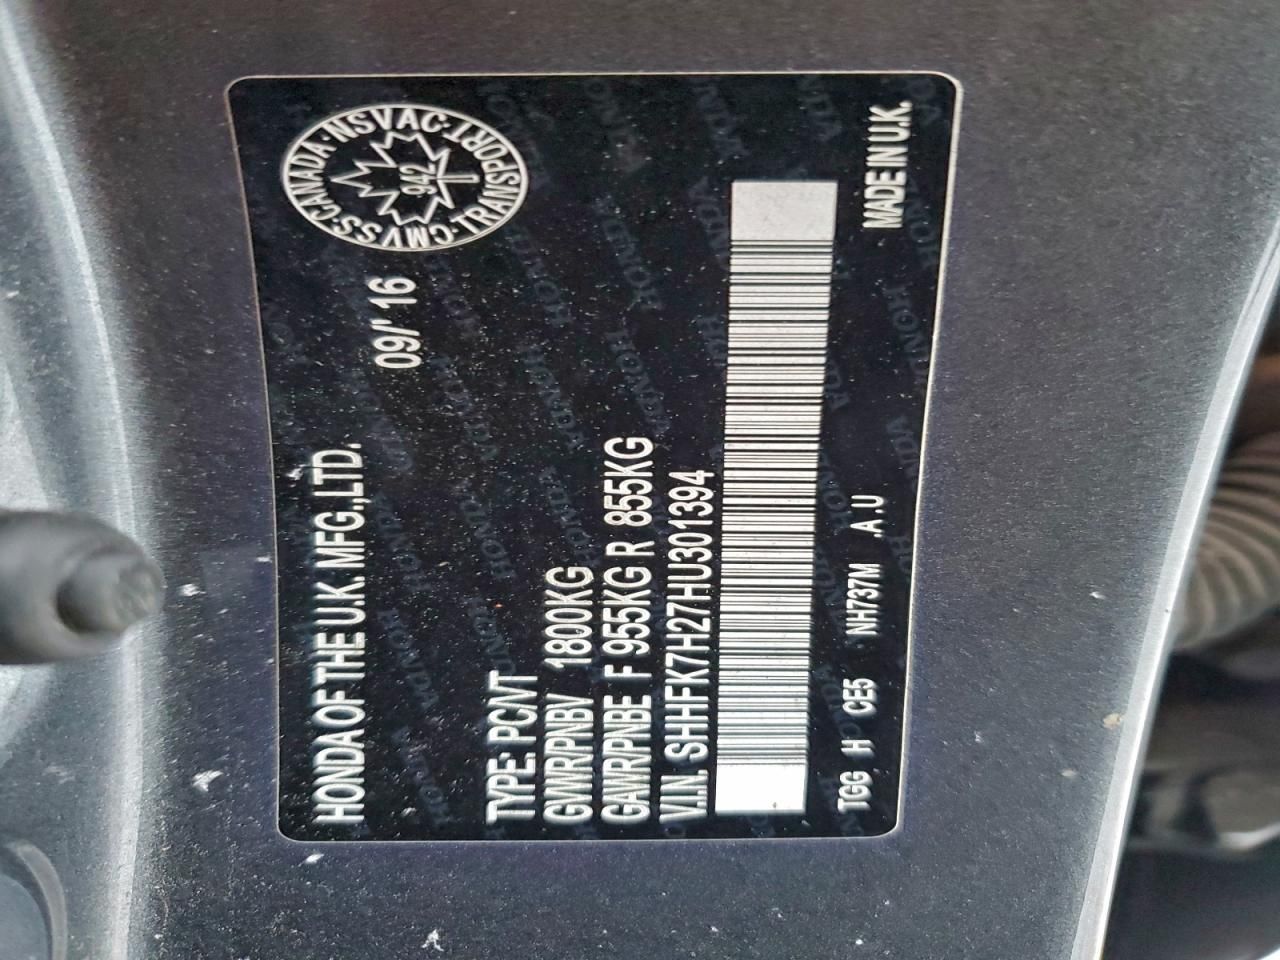 HONDA OF THE U.K. MFG.,LTD.
09/'16
CMVSS·CANADA·NSVAC·TRANSPORT·
942
TYPE: PC/VT
GVWR/PNBV 1800KG
GAWR/PNBE F 955KG R 855KG
V.I.N. SHHFK7H27HU301394
TGG H CE5 NH737M .A.U MADE IN U.K.